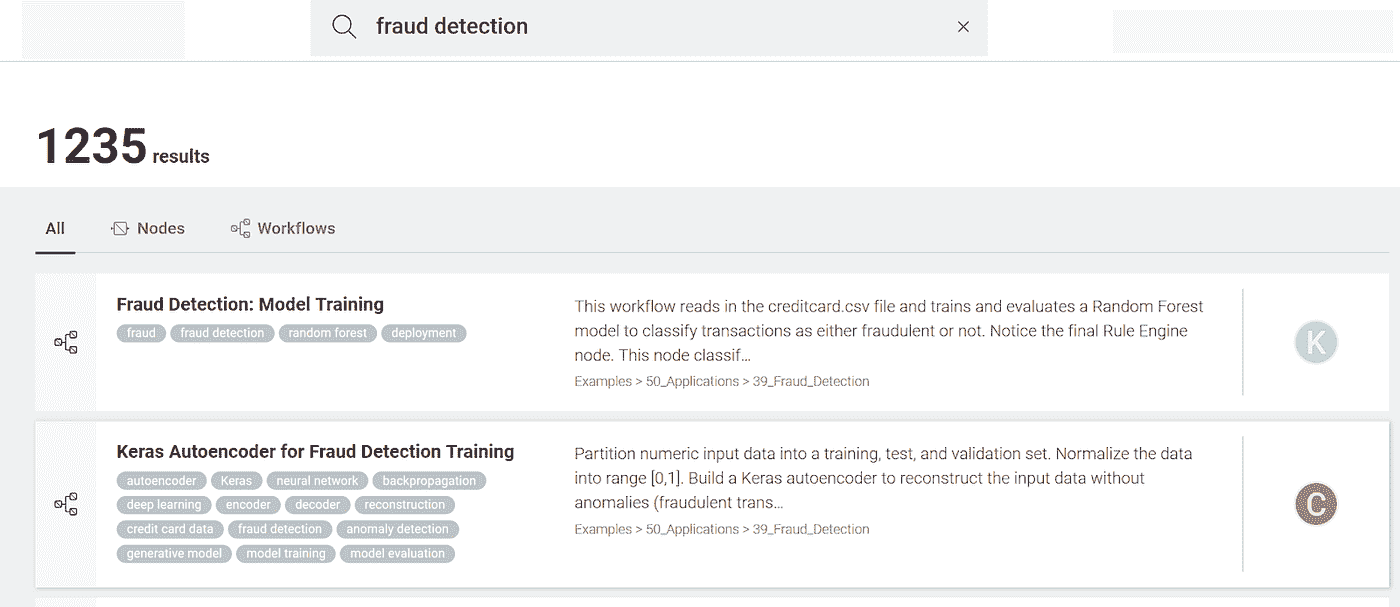 fraud detection
1235 results
All Nodes Workflows
Fraud Detection: Model Training
fraud fraud detection random forest deployment
This workflow reads in the creditcard.csv file and trains and evaluates a Random Forest
model to classify transactions as either fraudulent or not. Notice the final Rule Engine
node. This node classif...
Examples > 50_Applications > 39_Fraud_Detection
K
Keras Autoencoder for Fraud Detection Training
autoencoder Keras neural network backpropagation
deep learning encoder decoder reconstruction
credit card data fraud detection anomaly detection
generative model model training model evaluation
Partition numeric input data into a training, test, and validation set. Normalize the data
into range [0,1]. Build a Keras autoencoder to reconstruct the input data without
anomalies (fraudulent trans...
Examples > 50_Applications > 39_Fraud_Detection
C